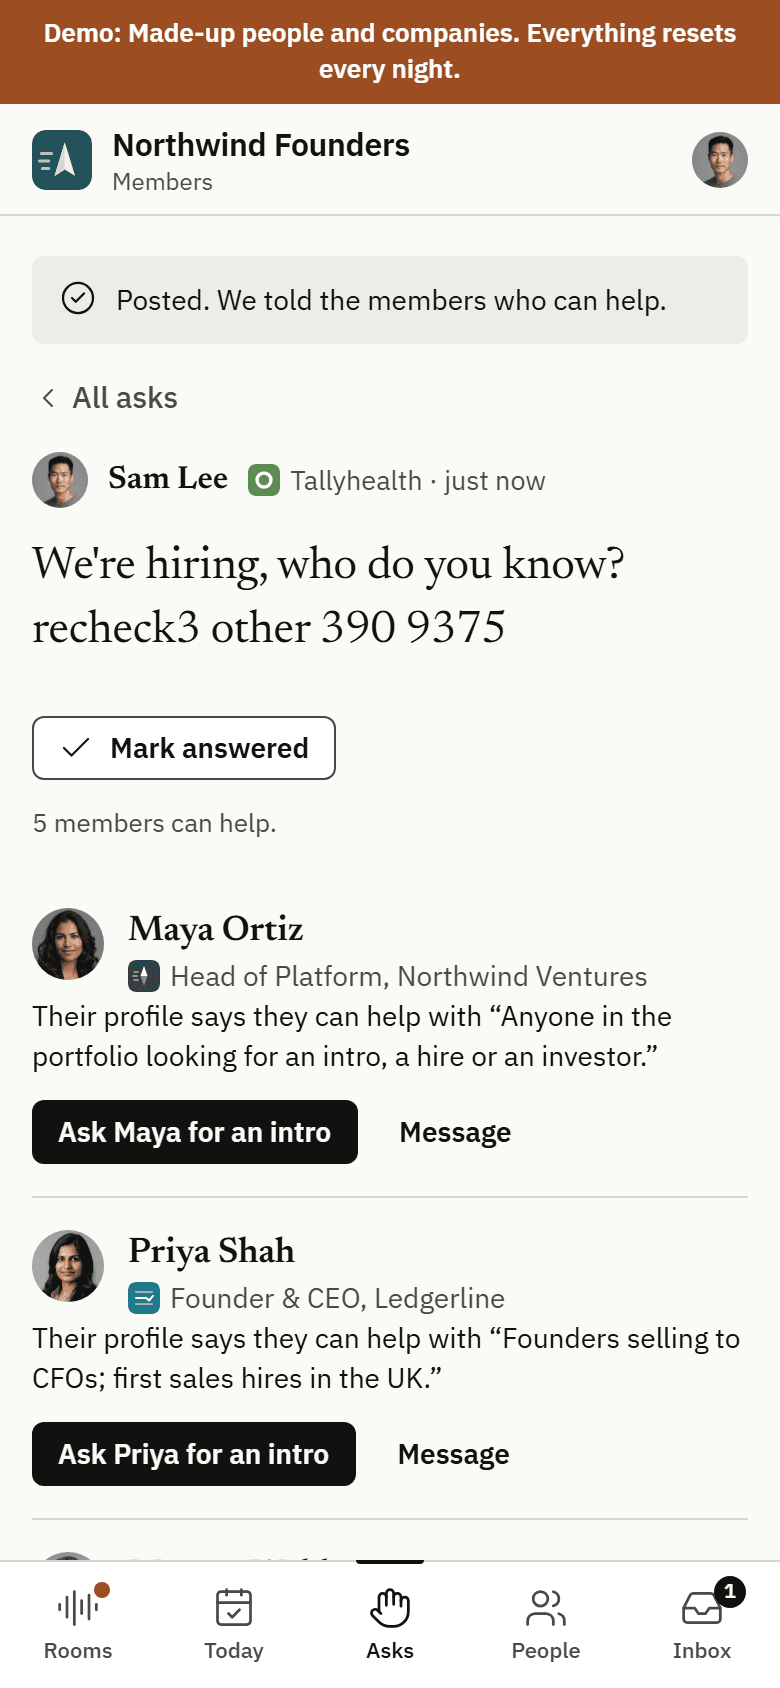 Demo: Made-up people and companies. Everything resets
every night.
Northwind Founders
Members
Posted. We told the members who can help.
All asks
Sam Lee Tallyhealth · just now
We're hiring, who do you know?
recheck3 other 390 9375
Mark answered
5 members can help.
Maya Ortiz
Head of Platform, Northwind Ventures
Their profile says they can help with “Anyone in the
portfolio looking for an intro, a hire or an investor.”
Ask Maya for an intro Message
Priya Shah
Founder & CEO, Ledgerline
Their profile says they can help with “Founders selling to
CFOs; first sales hires in the UK.”
Ask Priya for an intro Message
1
Rooms Today Asks People Inbox